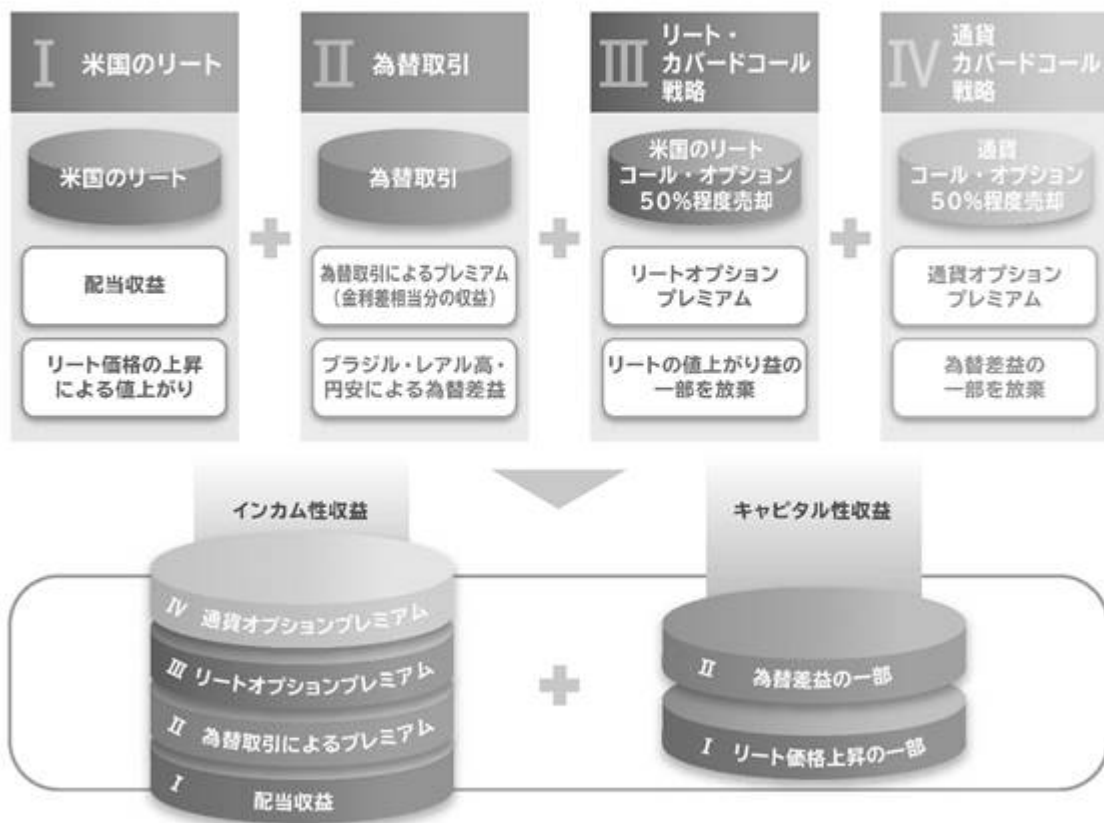 I 米国のリート
II 為替取引
III リート・
カバードコール
戦略
IV 通貨
カバードコール
戦略
米国のリート
為替取引
米国のリート
コール・オプション
50%程度売却
通貨
コール・オプション
50%程度売却
配当収益
為替取引によるプレミアム
(金利差相当分の収益)
リートオプション
プレミアム
通貨オプション
プレミアム
リート価格の上昇
による値上がり
ブラジル・レアル高・
円安による為替差益
リートの値上がり益の
一部を放棄
為替差益の
一部を放棄
インカム性収益
IV 通貨オプションプレミアム
III リートオプションプレミアム
II 為替取引によるプレミアム
I 配当収益
キャピタル性収益
II 為替差益の一部
I リート価格上昇の一部